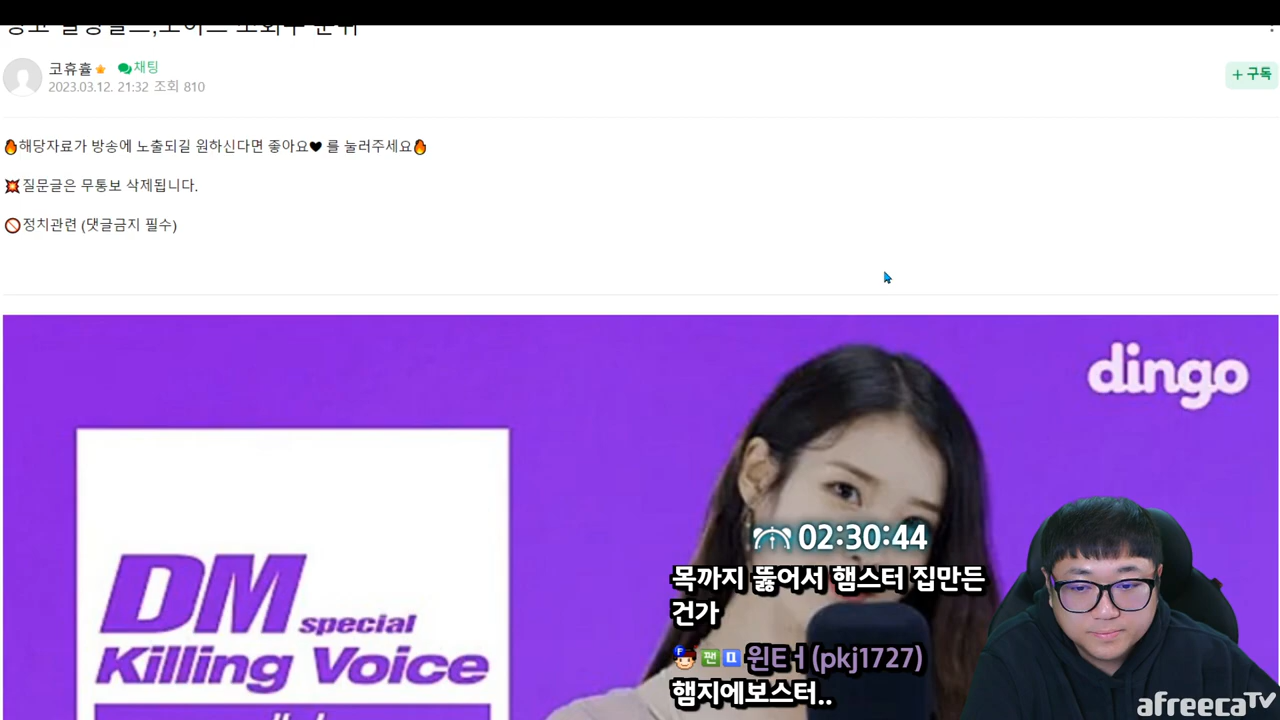 코휴휼
채팅
2023.03.12. 21:32 조회 810
+ 구독
해당자료가 방송에 노출되길 원하신다면 좋아요 를 눌러주세요
질문글은 무통보 삭제됩니다.
정치관련 (댓글금지 필수)
dingo
DM special
Killing Voice
02:30:44
목까지 뚫어서 햄스터 집만든
건가
F 팬 윈터(pkj1727)
햄지에보스터..
afreecaTV